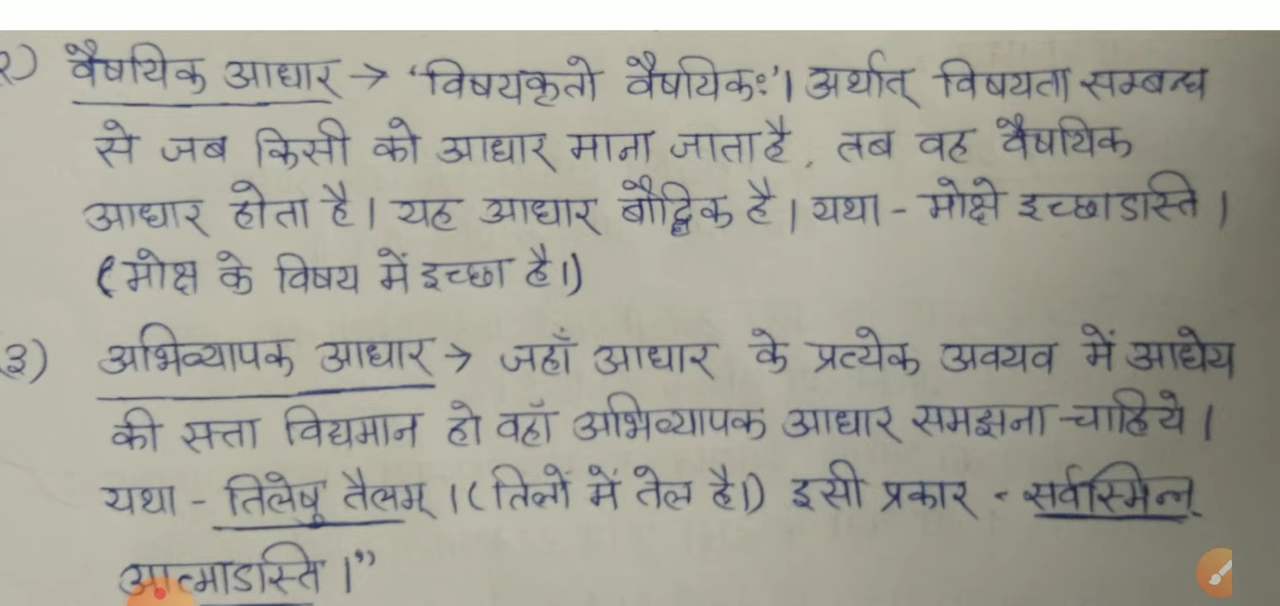 २) वैषयिक आधार → 'विषयकृतो वैषयिकः'। अर्थात् विषयता सम्बन्ध
से जब किसी को आधार माना जाता है, तब वह वैषयिक
आधार होता है। यह आधार बौद्धिक है। यथा - मोक्षे इच्छाऽस्ति।
(मोक्ष के विषय में इच्छा है।)
३) अभिव्यापक आधार → जहाँ आधार के प्रत्येक अवयव में आधेय
की सत्ता विद्यमान हो वहाँ अभिव्यापक आधार समझना चाहिये।
यथा - तिलेषु तैलम्। (तिलों में तेल है।) इसी प्रकार - सर्वस्मिन्
आत्माऽस्ति।"